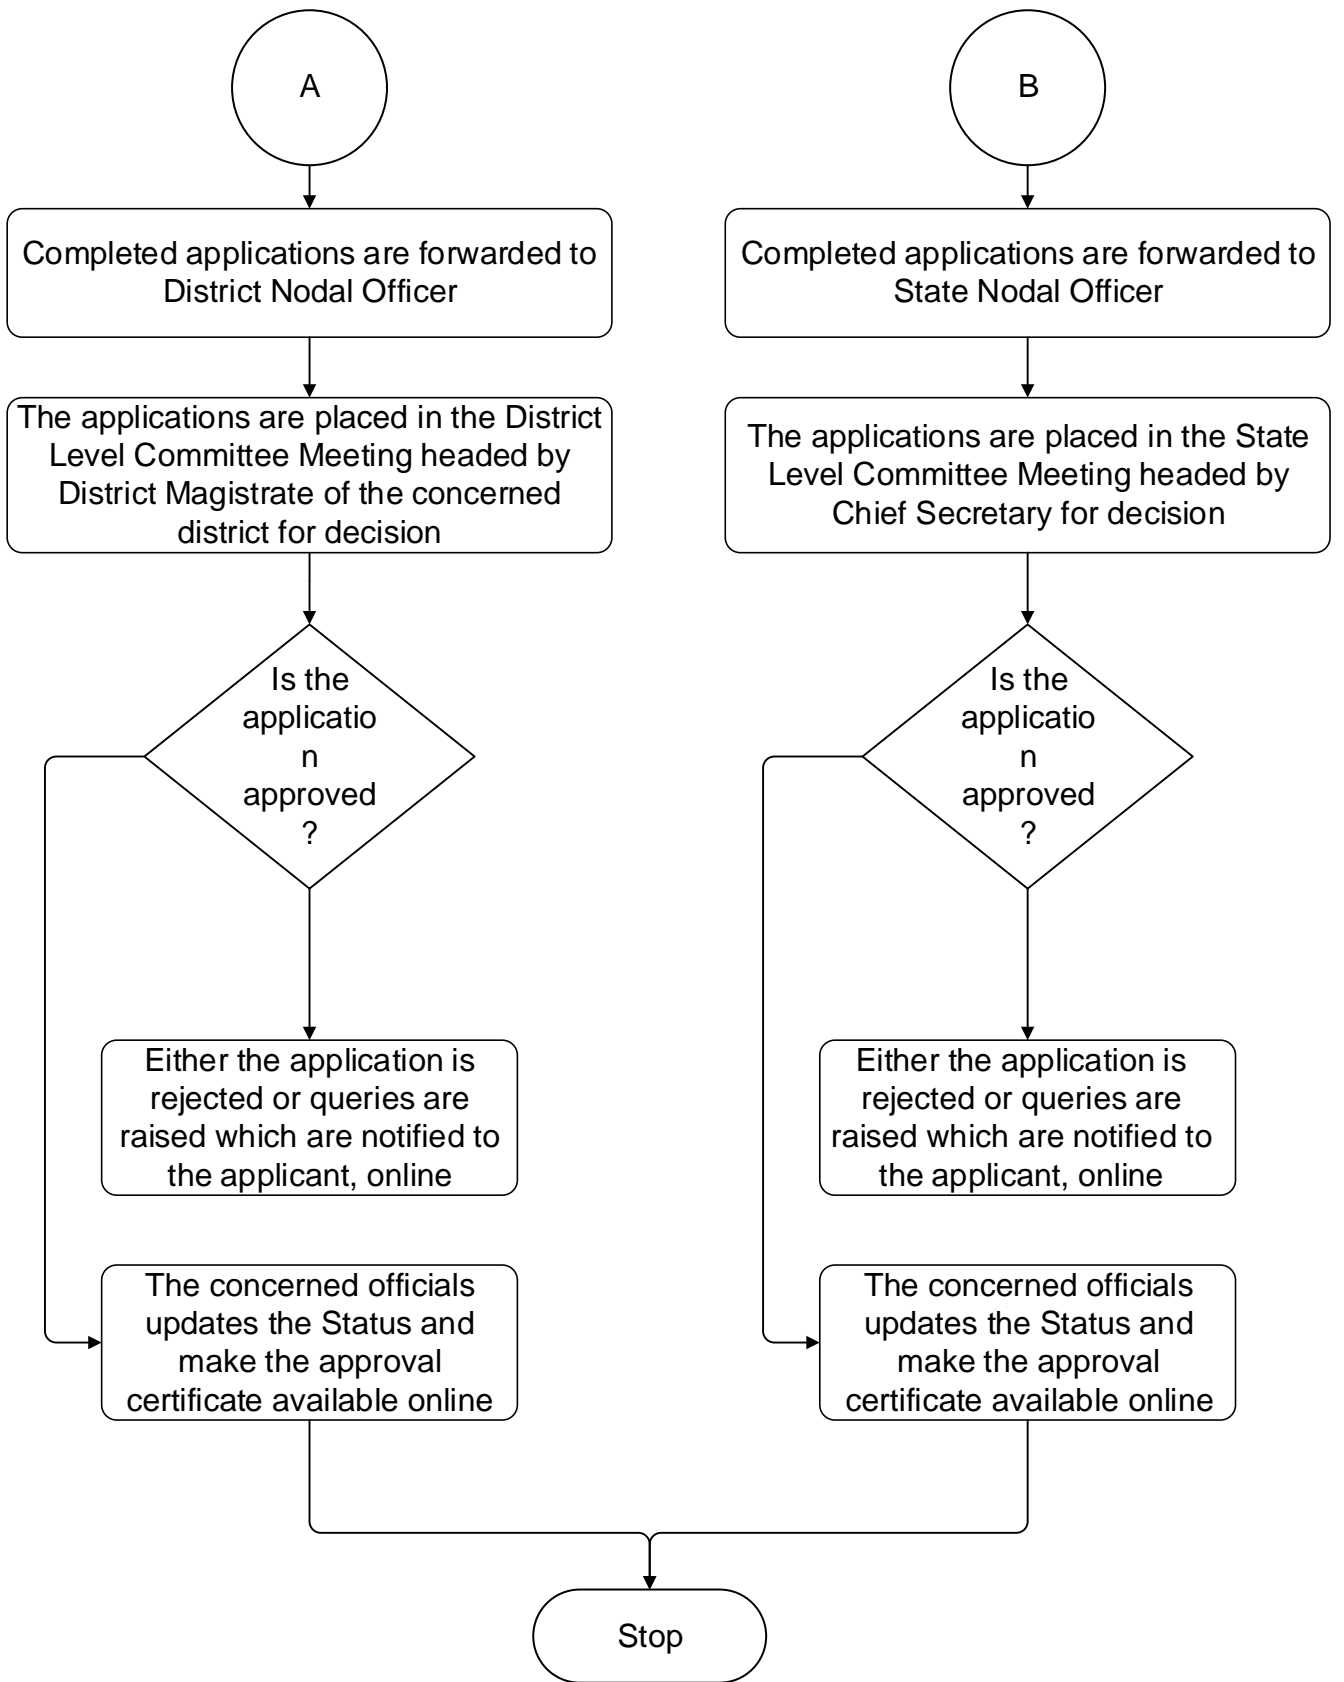 A
Completed applications are forwarded to
District Nodal Officer
The applications are placed in the District
Level Committee Meeting headed by
District Magistrate of the concerned
district for decision
Is the
applicatio
n
approved
?
Either the application is
rejected or queries are
raised which are notified to
the applicant, online
The concerned officials
updates the Status and
make the approval
certificate available online
B
Completed applications are forwarded to
State Nodal Officer
The applications are placed in the State
Level Committee Meeting headed by
Chief Secretary for decision
Is the
applicatio
n
approved
?
Either the application is
rejected or queries are
raised which are notified to
the applicant, online
The concerned officials
updates the Status and
make the approval
certificate available online
Stop